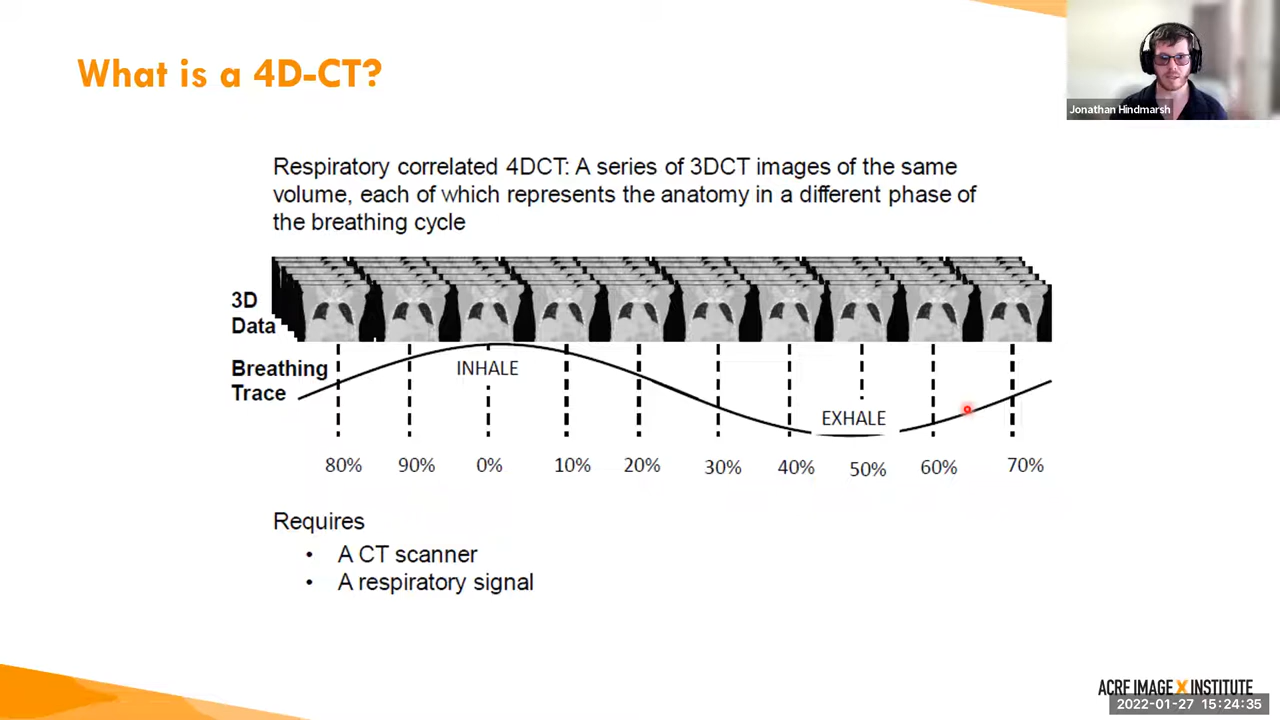 What is a 4D-CT?
Jonathan Hindmarsh
Respiratory correlated 4DCT: A series of 3DCT images of the same
volume, each of which represents the anatomy in a different phase of
the breathing cycle
3D
Data
Breathing
Trace
INHALE
EXHALE
80% 90% 0% 10% 20% 30% 40% 50% 60% 70%
Requires
• A CT scanner
• A respiratory signal
ACRF IMAGE X INSTITUTE
2022-01-27 15:24:35